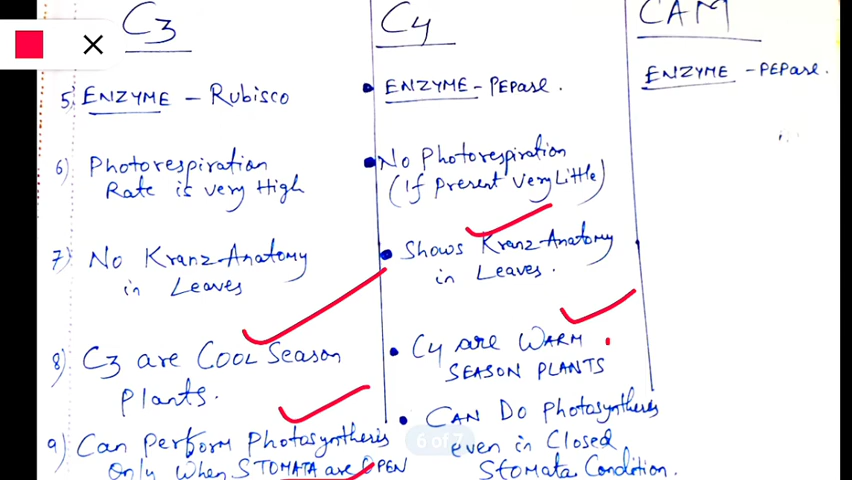 C3
C4
CAM
5) ENZYME - Rubisco
• ENZYME - PEPase.
ENZYME - PEPase.
6) Photorespiration
Rate is very High
• No Photorespiration
(If Present Very Little)
7) No Kranz-Anatomy
in Leaves
• Shows Kranz-Anatomy
in Leaves.
8) C3 are COOL Season
Plants.
• C4 are WARM
SEASON PLANTS
9) Can Perform Photosynthesis
Only When STOMATA are OPEN
• CAN Do Photosynthesis
even in Closed
Stomata Condition.
6 of 7